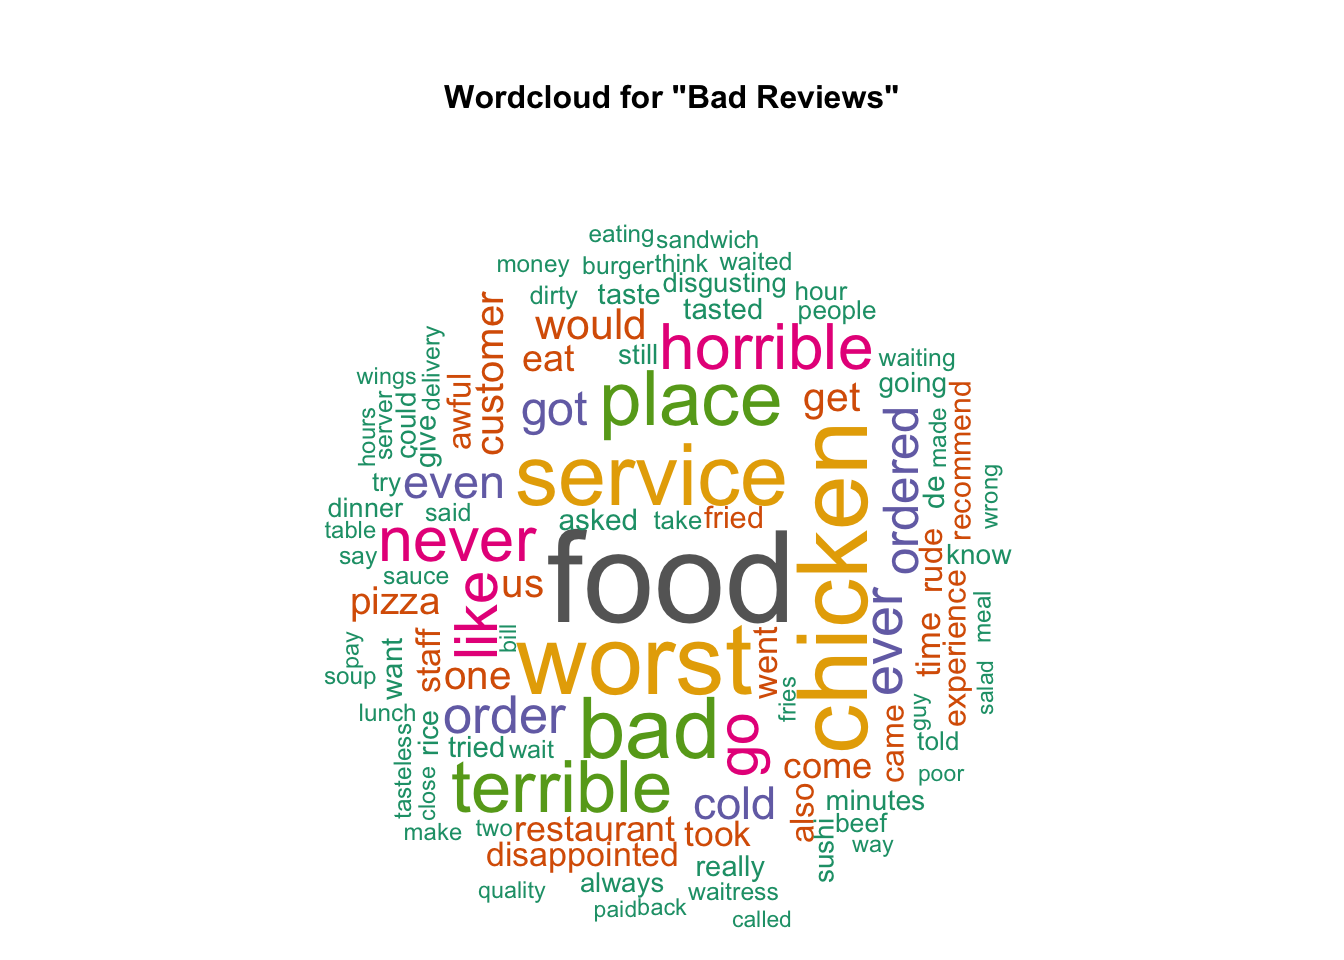 Wordcloud for "Bad Reviews"
eating
sandwich
money
burger
think
waited
dirty
taste
disgusting
hour
tasted
people
customer
would
horrible
still
eat
waiting
going
wings
delivery
awful
place
get
got
hours
server
could
give
chicken
ordered
made
recommend
try
even
service
de
wrong
dinner
said
asked
take
fried
table
never
food
rude
know
say
sauce
like
us
pizza
ever
time
experience
meal
pay
want
staff
bill
one
worst
went
soup
fries
salad
lunch
order
bad
go
guy
came
told
tasteless
rice
tried
wait
come
poor
close
terrible
cold
also
minutes
make
two
restaurant
took
sushi
beef
way
disappointed
really
quality
always
waitress
paid
back
called